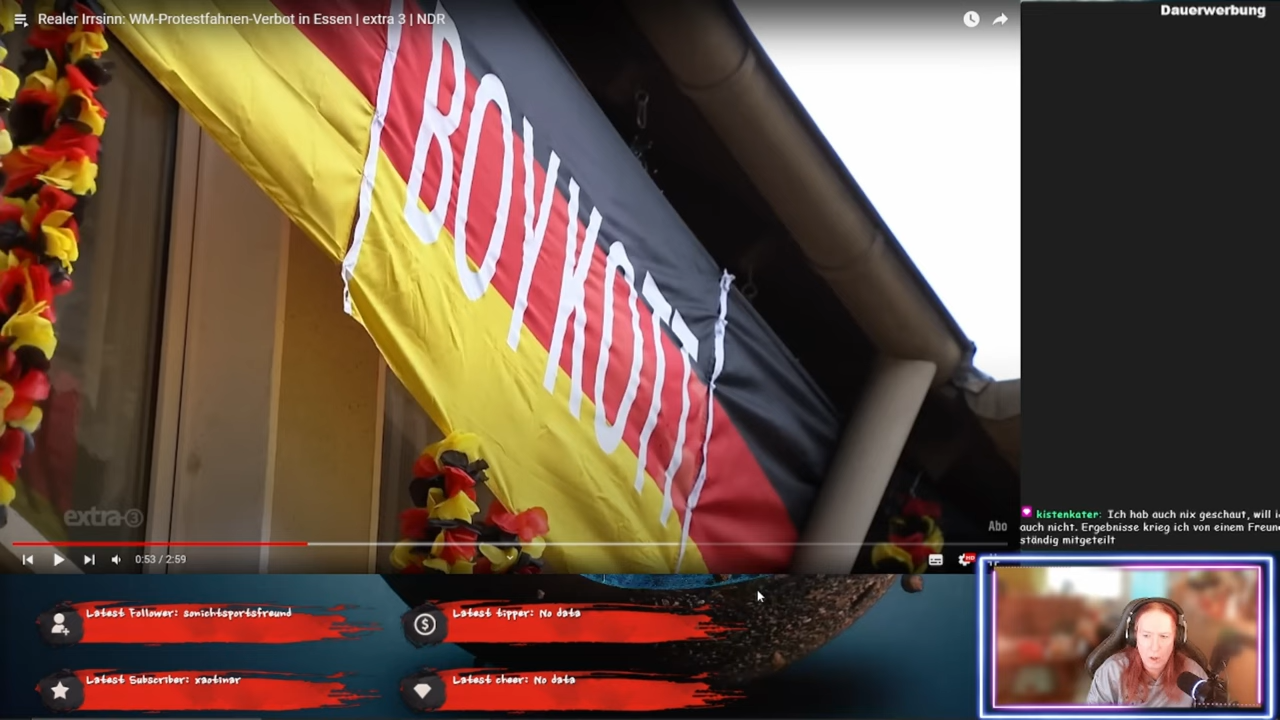 Realer Irrsinn: WM-Protestfahnen-Verbot in Essen | extra 3 | NDR
Dauerwerbung
BOYKOTT
extra3
Abo
kistenkater: Ich hab auch nix geschaut, will i
auch nicht. Ergebnisse krieg ich von einem Freun
ständig mitgeteilt
0:53 / 2:59
HD
Latest Follower: sonichtsportsfreund
Latest tipper: No data
Latest Subscriber: xaotinar
Latest cheer: No data